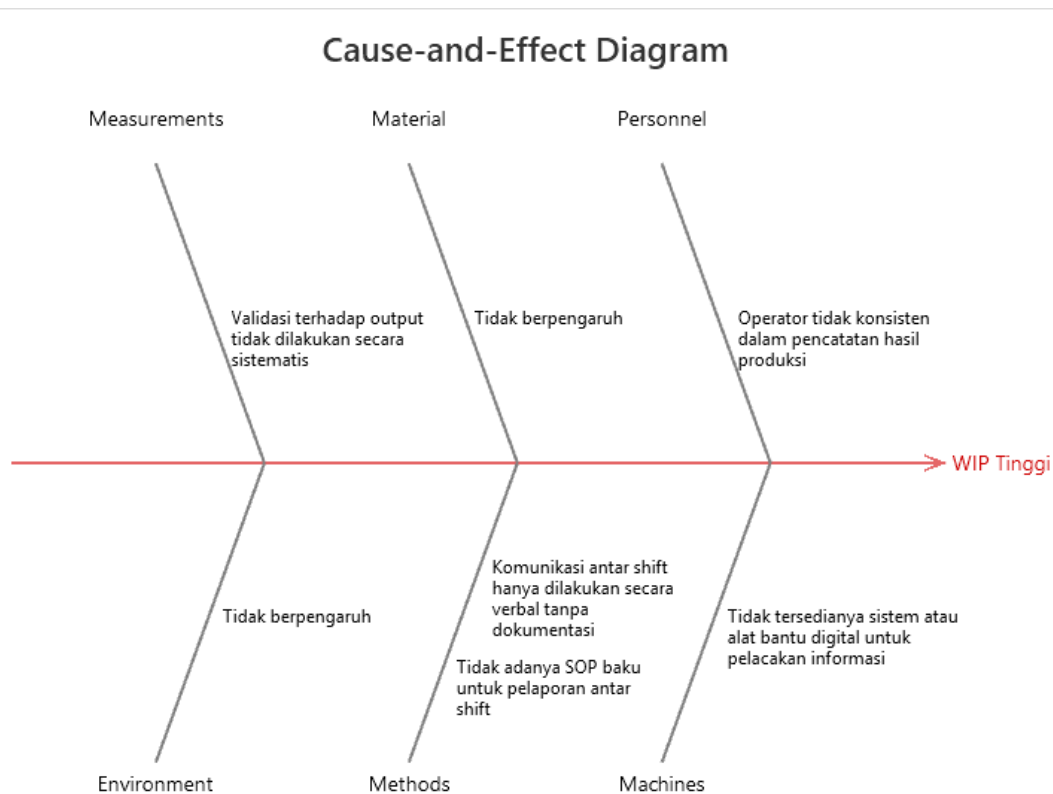 Cause-and-Effect Diagram
Measurements
Material
Personnel
Validasi terhadap output
tidak dilakukan secara
sistematis
Tidak berpengaruh
Operator tidak konsisten
dalam pencatatan hasil
produksi
WIP Tinggi
Tidak berpengaruh
Komunikasi antar shift
hanya dilakukan secara
verbal tanpa
dokumentasi
Tidak adanya SOP baku
untuk pelaporan antar
shift
Tidak tersedianya sistem atau
alat bantu digital untuk
pelacakan informasi
Environment
Methods
Machines